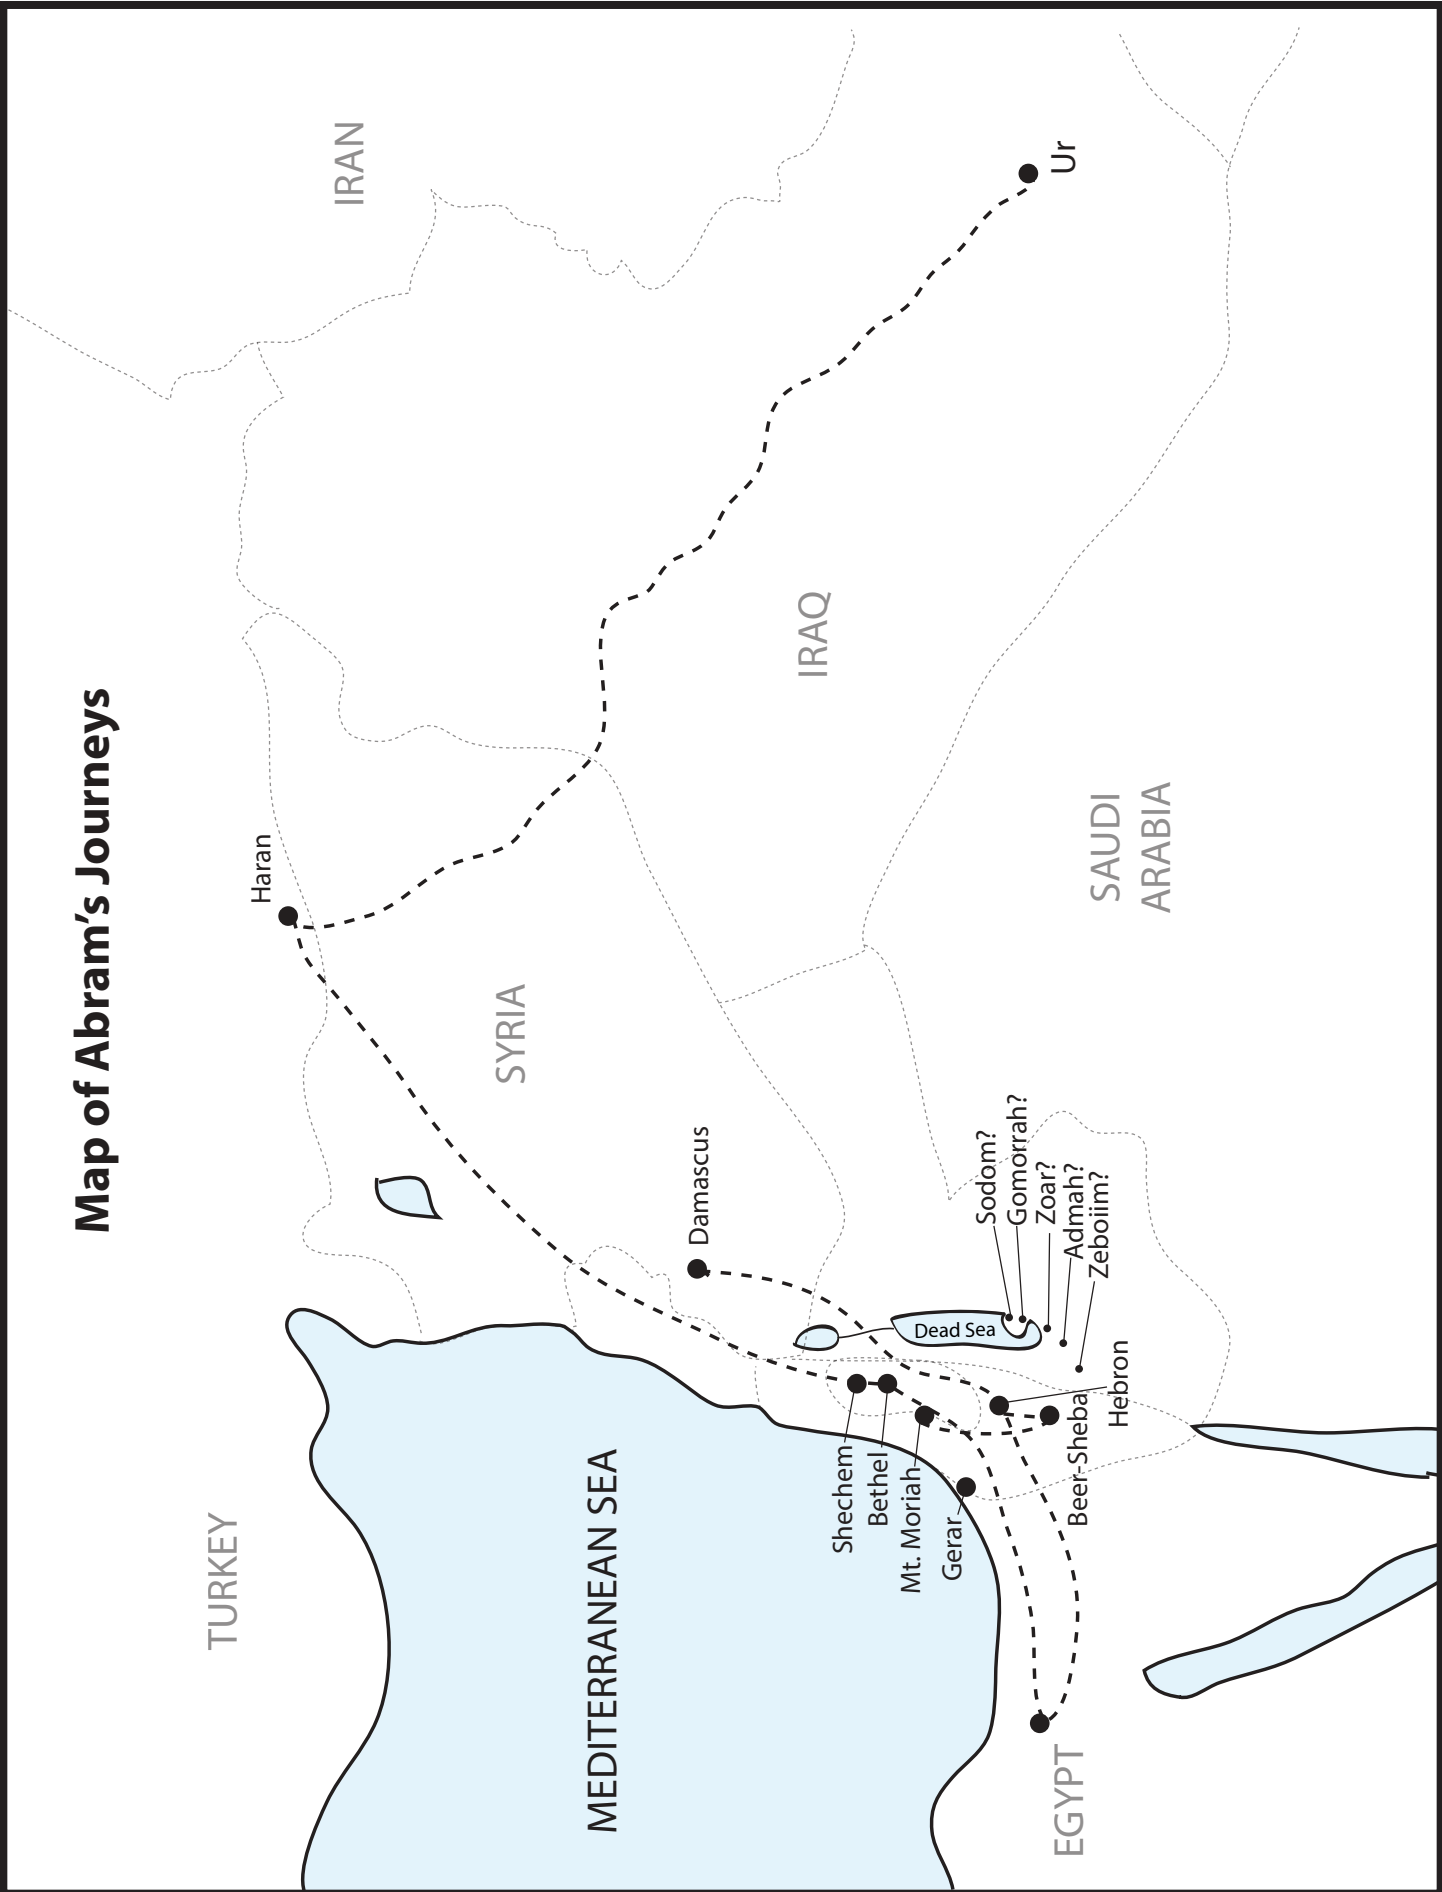 Map of Abram's Journeys
TURKEY
Haran
IRAN
SYRIA
MEDITERRANEAN SEA
Damascus
IRAQ
Shechem
Bethel
Mt. Moriah
Gerar
Dead Sea
Sodom?
Gomorrah?
Zoar?
Admah?
Zeboiim?
Hebron
Beer-Sheba
Ur
EGYPT
SAUDI
ARABIA